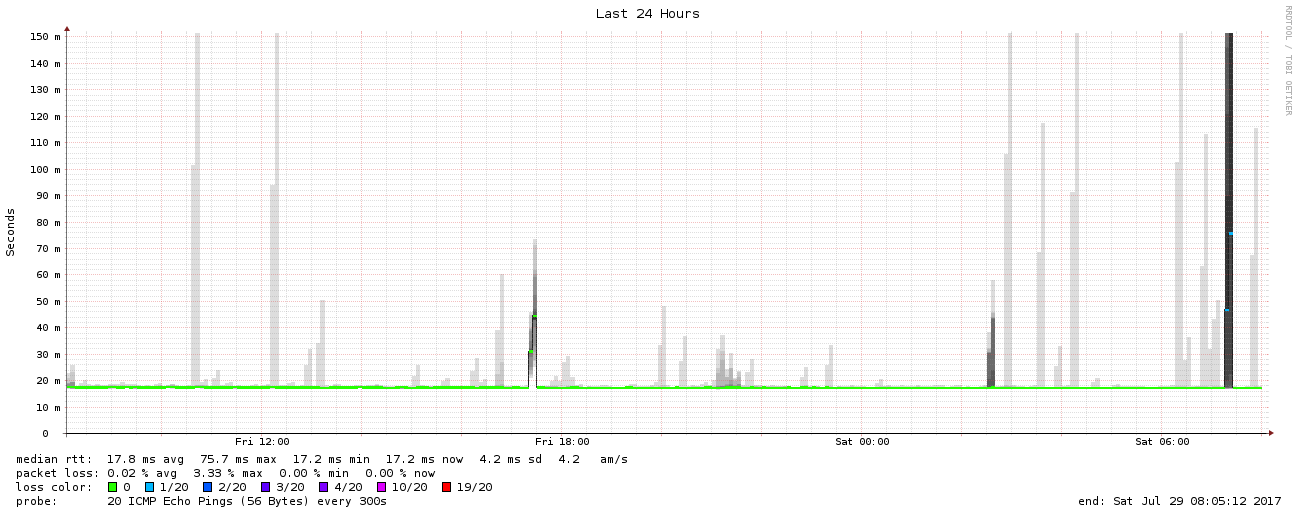 Last 24 Hours
RRDTOOL / TOBI OETIKER
Seconds
150 m
140 m
130 m
120 m
110 m
100 m
90 m
80 m
70 m
60 m
50 m
40 m
30 m
20 m
10 m
0
Fri 12:00 Fri 18:00 Sat 00:00 Sat 06:00
median rtt: 17.8 ms avg 75.7 ms max 17.2 ms min 17.2 ms now 4.2 ms sd 4.2 am/s
packet loss: 0.02 % avg 3.33 % max 0.00 % min 0.00 % now
loss color: 0 1/20 2/20 3/20 4/20 10/20 19/20
probe: 20 ICMP Echo Pings (56 Bytes) every 300s end: Sat Jul 29 08:05:12 2017